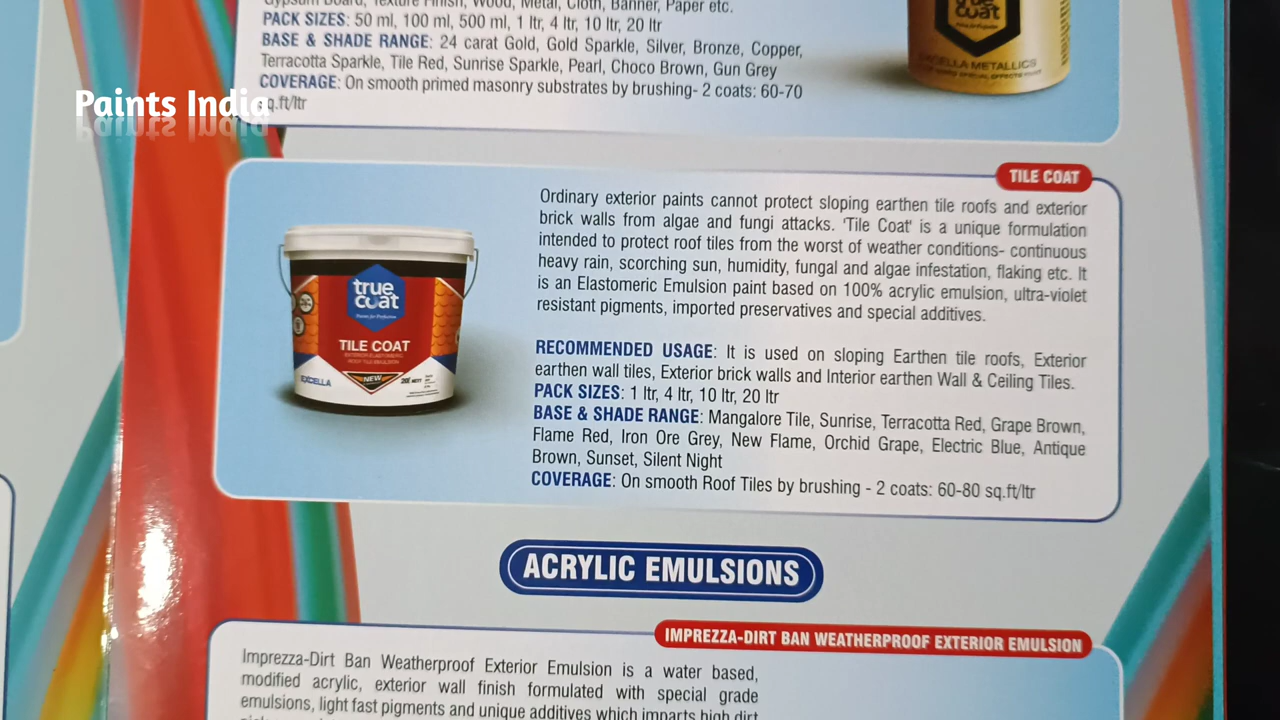 Gypsum Board, Texture Finish, Wood, Metal, Cloth, Banner, Paper etc.
PACK SIZES: 50 ml, 100 ml, 500 ml, 1 ltr, 4 ltr, 10 ltr, 20 ltr
BASE & SHADE RANGE: 24 carat Gold, Gold Sparkle, Silver, Bronze, Copper,
Terracotta Sparkle, Tile Red, Sunrise Sparkle, Pearl, Choco Brown, Gun Grey
COVERAGE: On smooth primed masonry substrates by brushing- 2 coats: 60-70
sq.ft/ltr
Paints India
true
coat
METALLICS
TILE COAT
Ordinary exterior paints cannot protect sloping earthen tile roofs and exterior
brick walls from algae and fungi attacks. 'Tile Coat' is a unique formulation
intended to protect roof tiles from the worst of weather conditions- continuous
heavy rain, scorching sun, humidity, fungal and algae infestation, flaking etc. It
is an Elastomeric Emulsion paint based on 100% acrylic emulsion, ultra-violet
resistant pigments, imported preservatives and special additives.
true
coat
TILE COAT
EXCELLA
NEW
RECOMMENDED USAGE: It is used on sloping Earthen tile roofs, Exterior
earthen wall tiles, Exterior brick walls and Interior earthen Wall & Ceiling Tiles.
PACK SIZES: 1 ltr, 4 ltr, 10 ltr, 20 ltr
BASE & SHADE RANGE: Mangalore Tile, Sunrise, Terracotta Red, Grape Brown,
Flame Red, Iron Ore Grey, New Flame, Orchid Grape, Electric Blue, Antique
Brown, Sunset, Silent Night
COVERAGE: On smooth Roof Tiles by brushing - 2 coats: 60-80 sq.ft/ltr
ACRYLIC EMULSIONS
IMPREZZA-DIRT BAN WEATHERPROOF EXTERIOR EMULSION
Imprezza-Dirt Ban Weatherproof Exterior Emulsion is a water based,
modified acrylic, exterior wall finish formulated with special grade
emulsions, light fast pigments and unique additives which imparts high dirt